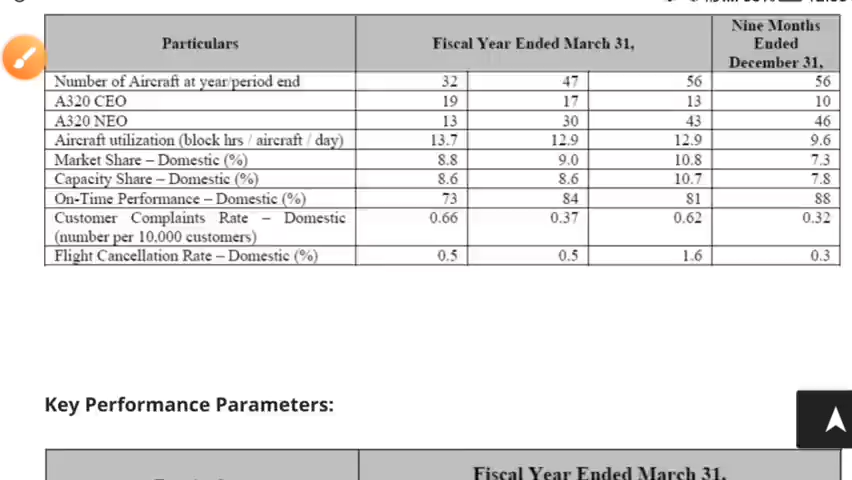 Particulars Fiscal Year Ended March 31, Nine Months Ended December 31,
Number of Aircraft at year/period end 32 47 56 56
A320 CEO 19 17 13 10
A320 NEO 13 30 43 46
Aircraft utilization (block hrs / aircraft / day) 13.7 12.9 12.9 9.6
Market Share – Domestic (%) 8.8 9.0 10.8 7.3
Capacity Share – Domestic (%) 8.6 8.6 10.7 7.8
On-Time Performance – Domestic (%) 73 84 81 88
Customer Complaints Rate – Domestic (number per 10,000 customers) 0.66 0.37 0.62 0.32
Flight Cancellation Rate – Domestic (%) 0.5 0.5 1.6 0.3
Key Performance Parameters:
Fiscal Year Ended March 31,